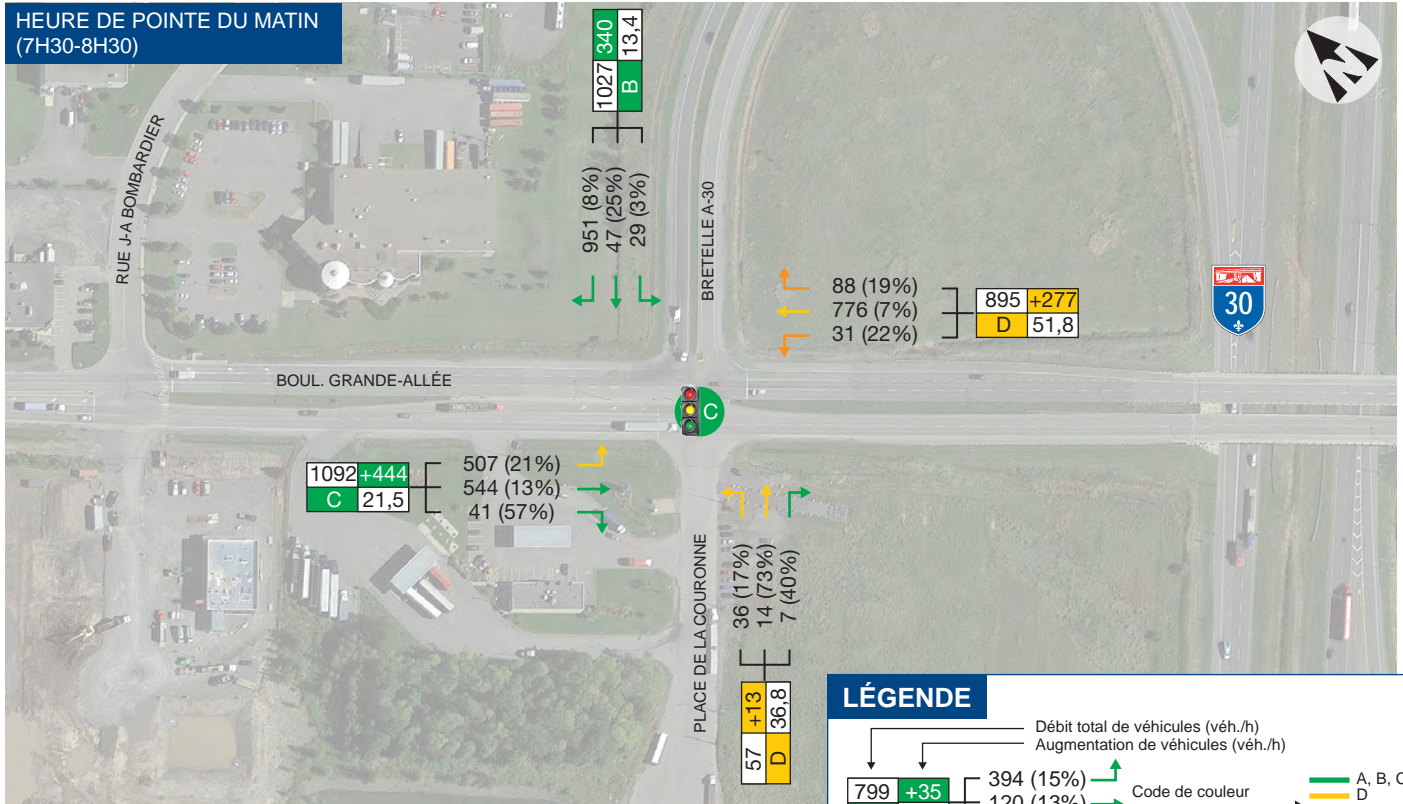 HEURE DE POINTE DU MATIN
(7H30-8H30)
1027 340
B 13,4
951 (8%)
47 (25%)
29 (3%)
RUE J-A BOMBARDIER
BRETELLE A-30
88 (19%)
776 (7%)
31 (22%)
895 +277
D 51,8
30
BOUL. GRANDE-ALLÉE
C
1092 +444
C 21,5
507 (21%)
544 (13%)
41 (57%)
36 (17%)
14 (73%)
7 (40%)
PLACE DE LA COURONNE
57 +13
D 36,8
LÉGENDE
Débit total de véhicules (véh./h)
Augmentation de véhicules (véh./h)
799 +35
394 (15%)
120 (13%)
Code de couleur
A, B, C
D